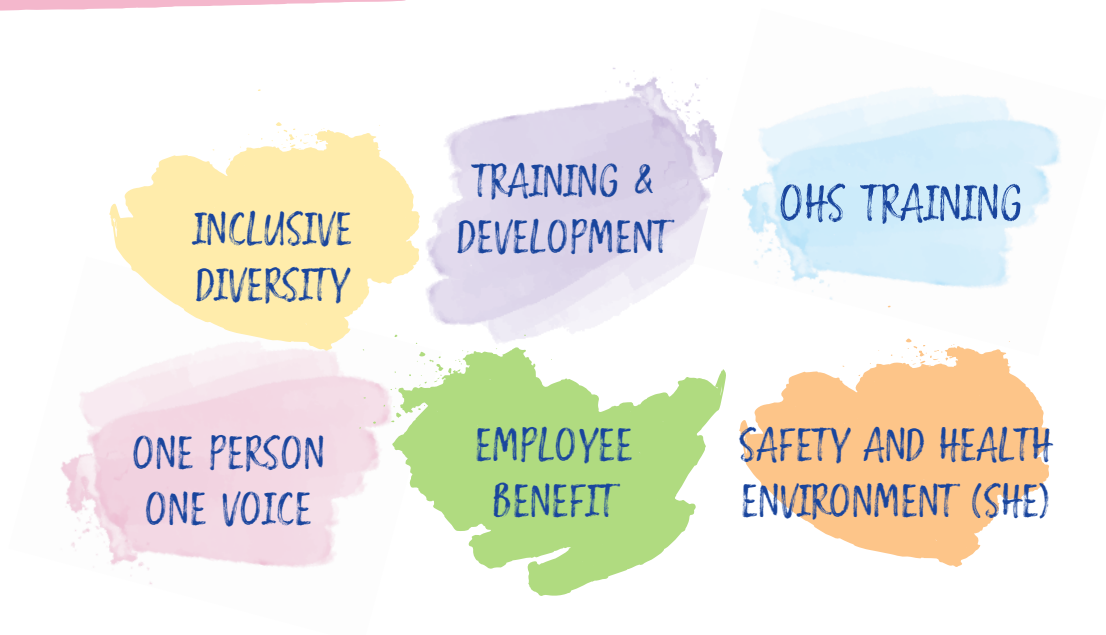 INCLUSIVE
DIVERSITY
TRAINING &
DEVELOPMENT
OHS TRAINING
ONE PERSON
ONE VOICE
EMPLOYEE
BENEFIT
SAFETY AND HEALTH
ENVIRONMENT (SHE)